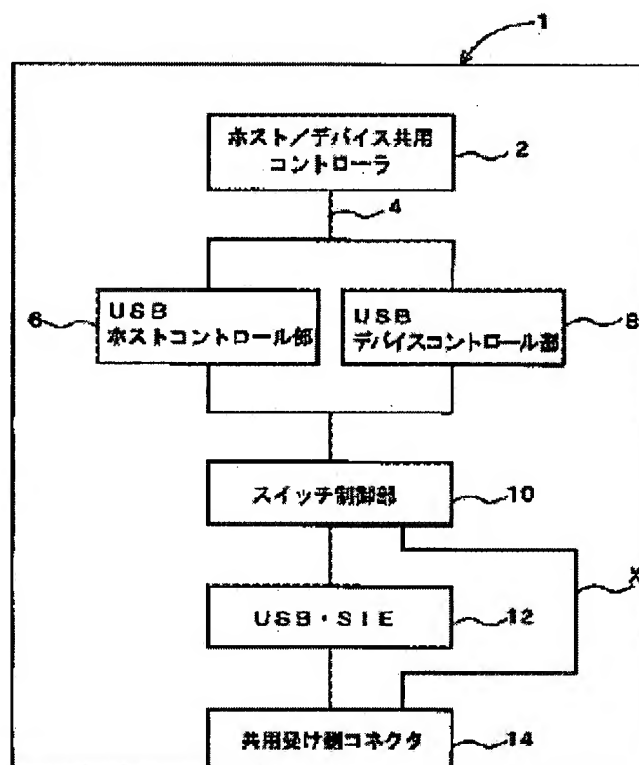 1
ホスト/デバイス共用
コントローラ
2
4
USB
ホストコントロール部
6
USB
デバイスコントロール部
8
スイッチ制御部
10
X
USB・SIE
12
共用受け側コネクタ
14